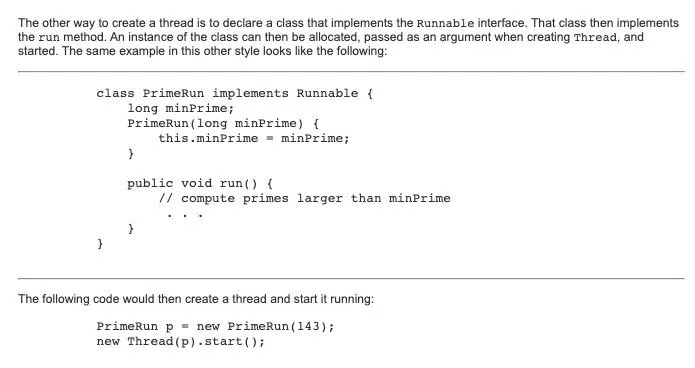 The other way to create a thread is to declare a class that implements the Runnable interface. That class then implements
the run method. An instance of the class can then be allocated, passed as an argument when creating Thread, and
started. The same example in this other style looks like the following:
class PrimeRun implements Runnable {
long minPrime;
PrimeRun(long minPrime) {
this.minPrime = minPrime;
}
public void run() {
// compute primes larger than minPrime
. . .
}
}
The following code would then create a thread and start it running:
PrimeRun p = new PrimeRun(143);
new Thread(p).start();